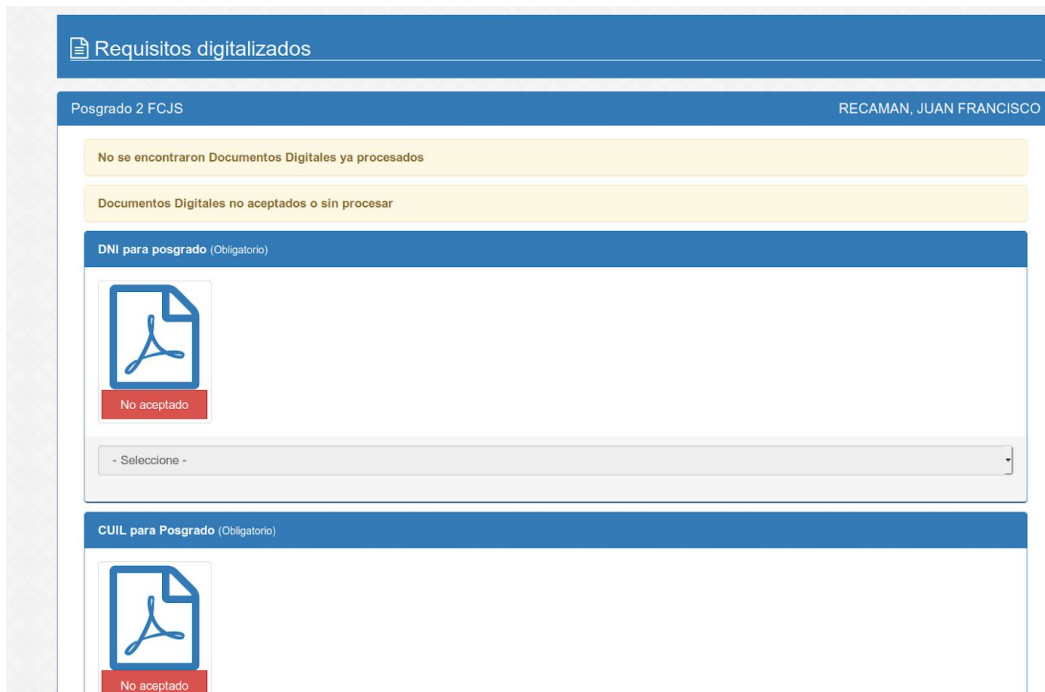 Requisitos digitalizados
Posgrado 2 FCJS RECAMAN, JUAN FRANCISCO
No se encontraron Documentos Digitales ya procesados
Documentos Digitales no aceptados o sin procesar
DNI para posgrado (Obligatorio)
No aceptado
- Seleccione -
CUIL para Posgrado (Obligatorio)
No aceptado